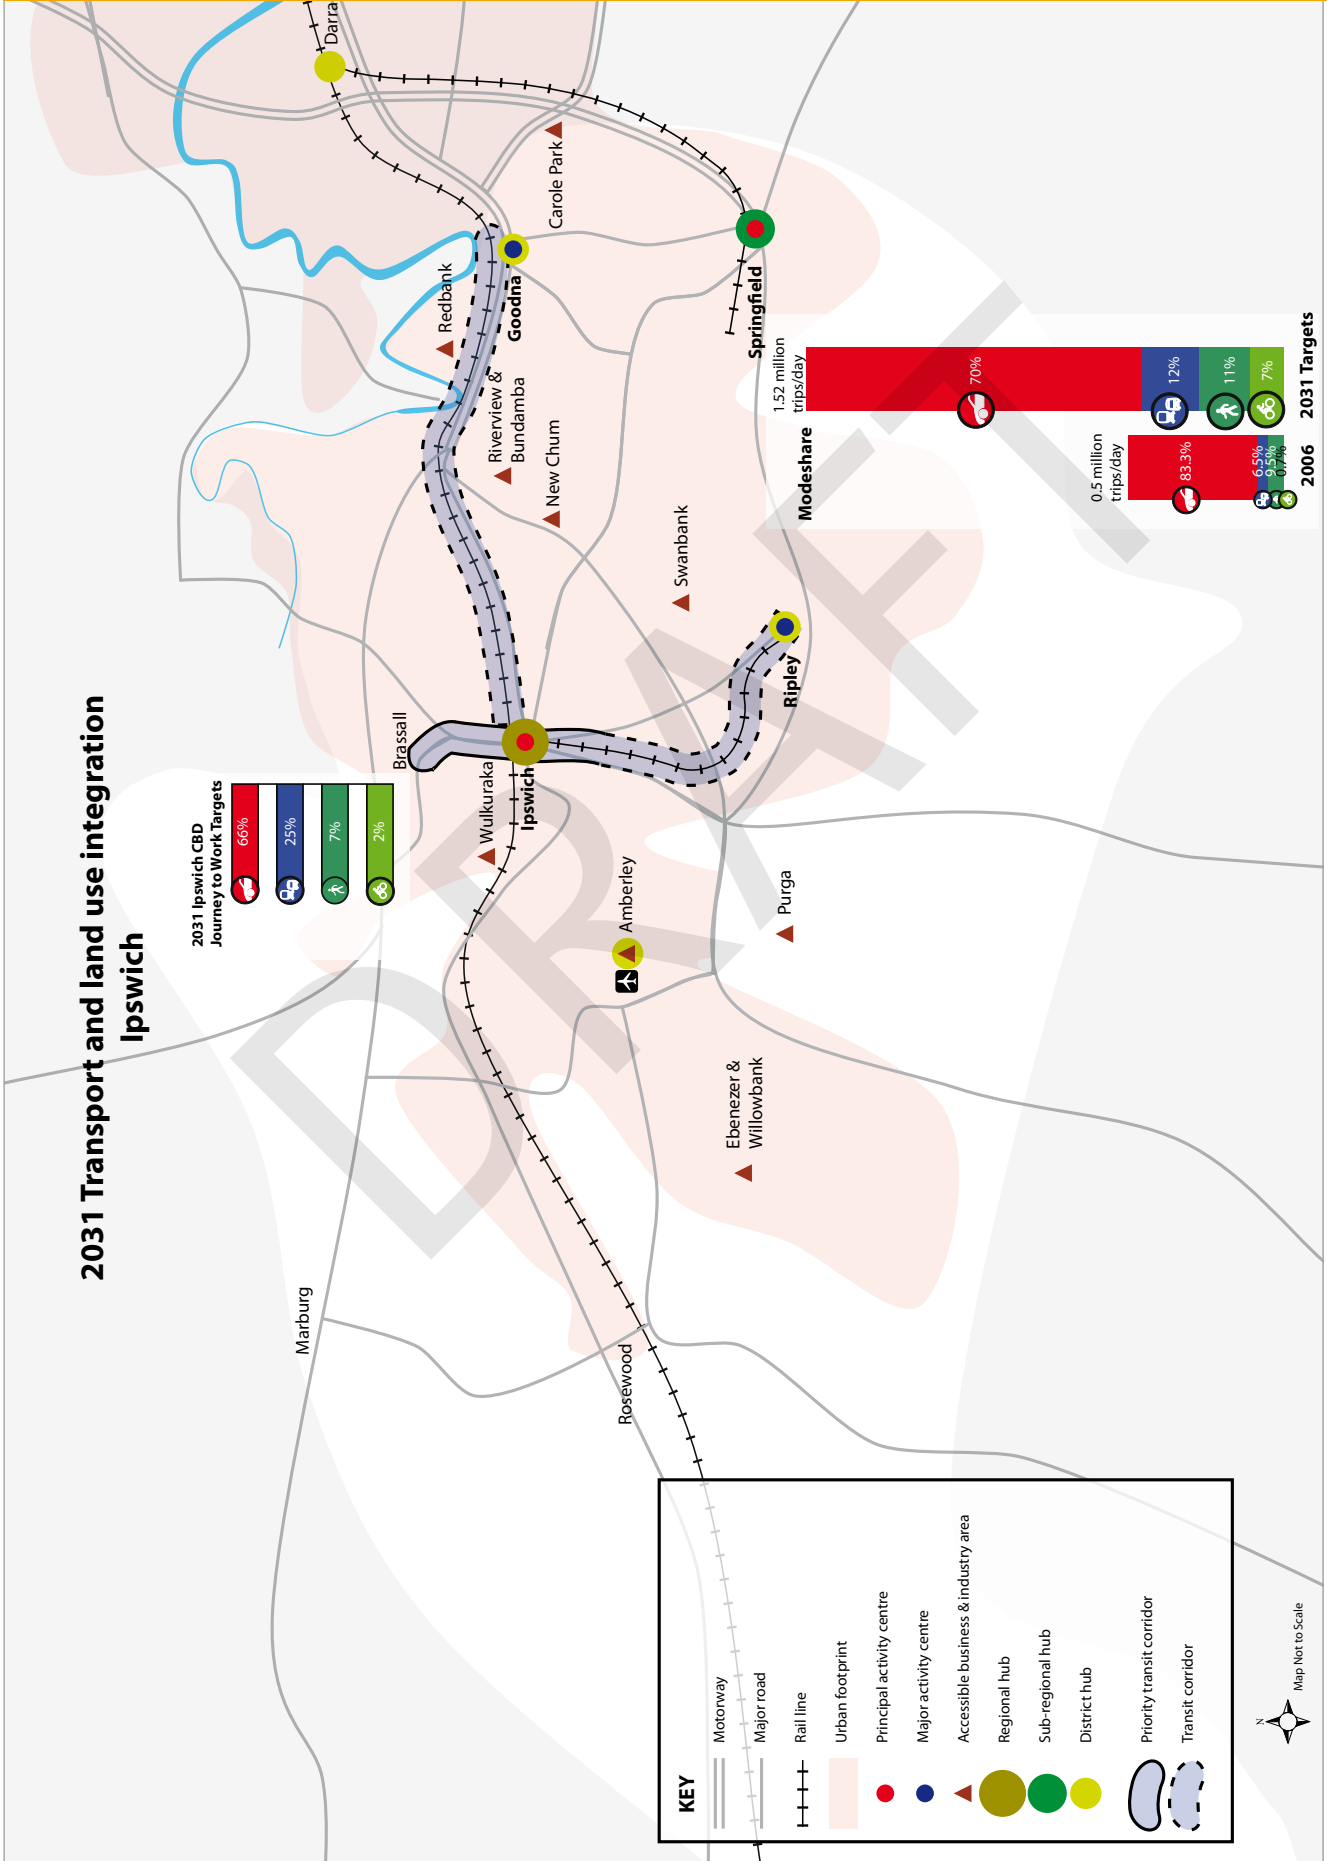 2031 Transport and land use integration
Ipswich
2031 Ipswich CBD
Journey to Work Targets
66%
25%
7%
2%
Marburg
Brassall
Wulkuraka
Ipswich
Rosewood
Amberley
Purga
Ebenezer &
Willowbank
Redbank
Riverview &
Bundamba
New Chum
Swanbank
Ripley
Goodna
Carole Park
Darra
Springfield
Modeshare
0.5 million
trips/day
83.3%
6.5%
9.5%
0.7%
2006
1.52 million
trips/day
70%
12%
11%
7%
2031 Targets
DRAFT
KEY
Motorway
Major road
Rail line
Urban footprint
Principal activity centre
Major activity centre
Accessible business & industry area
Regional hub
Sub-regional hub
District hub
Priority transit corridor
Transit corridor
N
Map Not to Scale